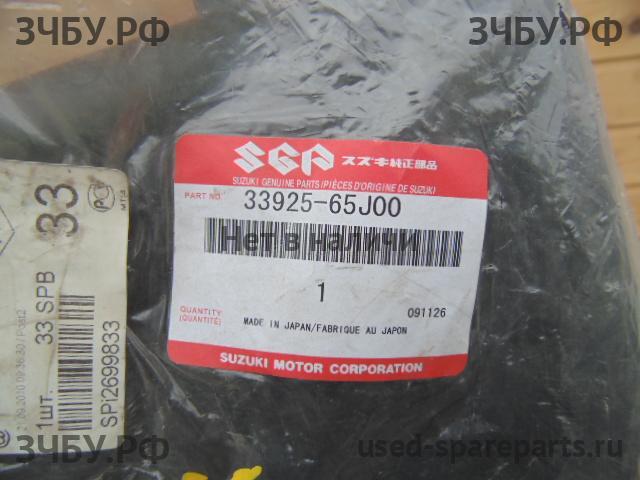 ЗЧБУ.РФ
ЗЧБУ.РФ
SGP スズキ純正部品
SUZUKI GENUINE PARTS/PIÈCES D'ORIGINE DE SUZUKI
PART NO. 33925-65J00
Нет в наличи
1
091126
QUANTITY
(QUANTITÉ)
MADE IN JAPAN/FABRIQUE AU JAPON
SUZUKI MOTOR CORPORATION
33
33 SPB
1шт.
SPI2699833
ЗЧБУ.РФ
used-spareparts.ru